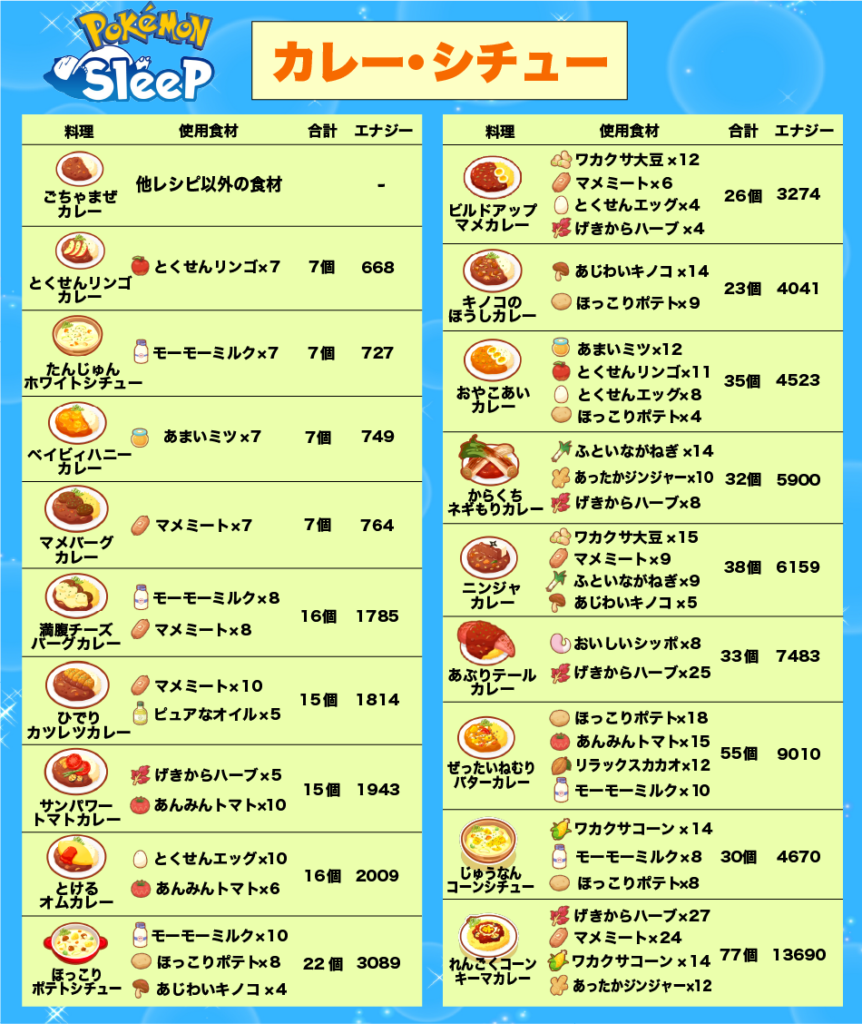 Pokémon
Sleep
カレー・シチュー
料理 使用食材 合計 エナジー
ごちゃまぜ
カレー
他レシピ以外の食材 -
とくせんリンゴ
カレー
とくせんリンゴ×7
7個 668
たんじゅん
ホワイトシチュー
モーモーミルク×7
7個 727
ベイビィハニー
カレー
あまいミツ×7
7個 749
マメバーグ
カレー
マメミート×7
7個 764
満腹チーズ
バーグカレー
モーモーミルク×8
マメミート×8
16個 1785
ひでり
カツレツカレー
マメミート×10
ピュアなオイル×5
15個 1814
サンパワー
トマトカレー
げきからハーブ×5
あんみんトマト×10
15個 1943
とける
オムカレー
とくせんエッグ×10
あんみんトマト×6
16個 2009
ほっこり
ポテトシチュー
モーモーミルク×10
ほっこりポテト×8
あじわいキノコ×4
22個 3089
料理 使用食材 合計 エナジー
ビルドアップ
マメカレー
ワカクサ大豆×12
マメミート×6
とくせんエッグ×4
げきからハーブ×4
26個 3274
キノコの
ほうしカレー
あじわいキノコ×14
ほっこりポテト×9
23個 4041
おやこあい
カレー
あまいミツ×12
とくせんリンゴ×11
とくせんエッグ×8
ほっこりポテト×4
35個 4523
からくち
ネギもりカレー
ふといながねぎ×14
あったかジンジャー×10
げきからハーブ×8
32個 5900
ニンジャ
カレー
ワカクサ大豆×15
マメミート×9
ふといながねぎ×9
あじわいキノコ×5
38個 6159
あぶりテール
カレー
おいしいシッポ×8
げきからハーブ×25
33個 7483
ぜったいねむり
バターカレー
ほっこりポテト×18
あんみんトマト×15
リラックスカカオ×12
モーモーミルク×10
55個 9010
じゅうなん
コーンシチュー
ワカクサコーン×14
モーモーミルク×8
ほっこりポテト×8
30個 4670
れんごくコーン
キーマカレー
げきからハーブ×27
マメミート×24
ワカクサコーン×14
あったかジンジャー×12
77個 13690